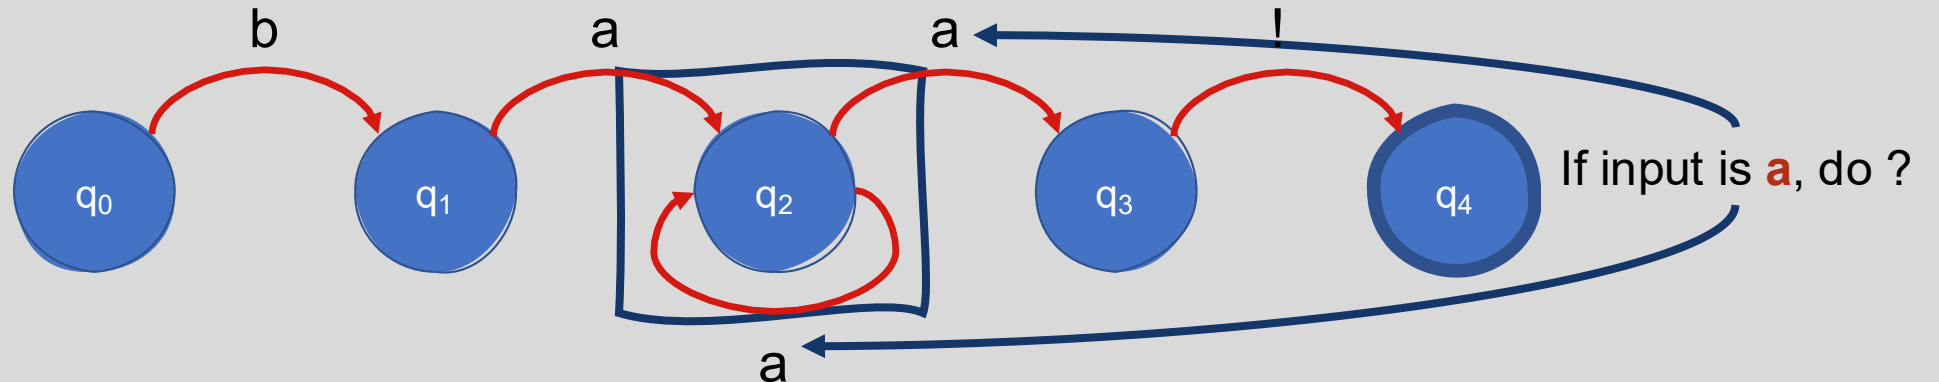 b a a !
q₀ q₁ q₂ q₃ q₄ If input is a, do ?
a